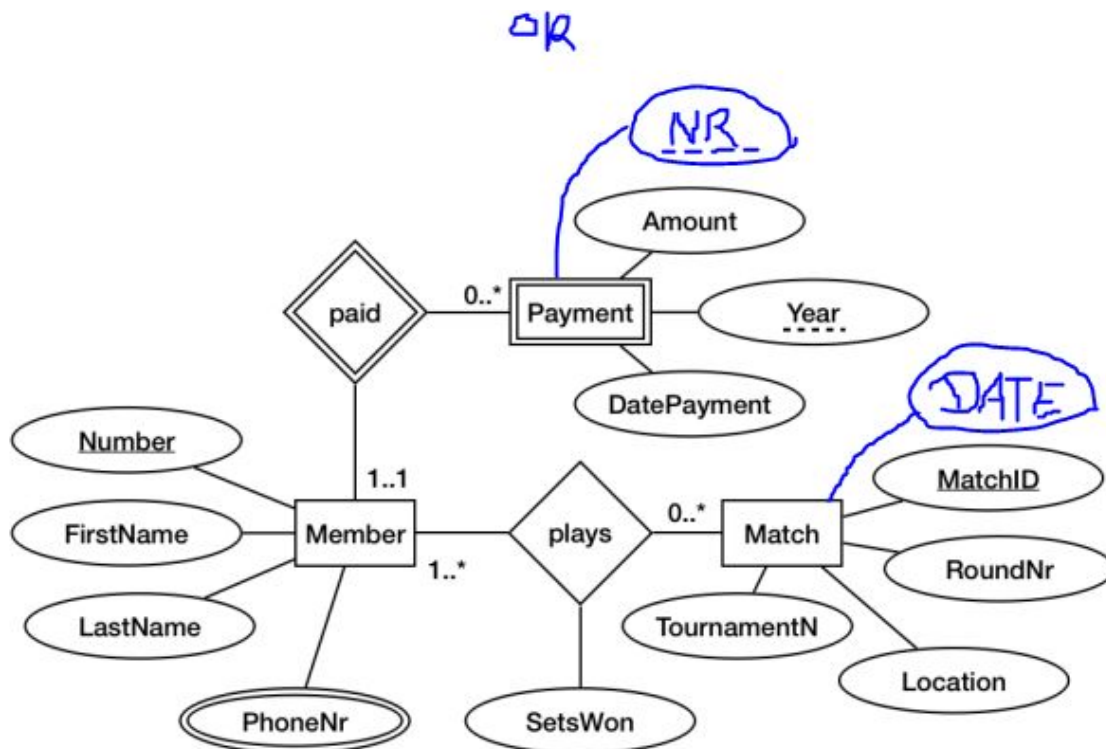 OR
NR
Amount
paid
0..*
Payment
Year
DatePayment
DATE
Number
1..1
MatchID
FirstName
Member
1..*
plays
0..*
Match
RoundNr
LastName
TournamentN
Location
PhoneNr
SetsWon